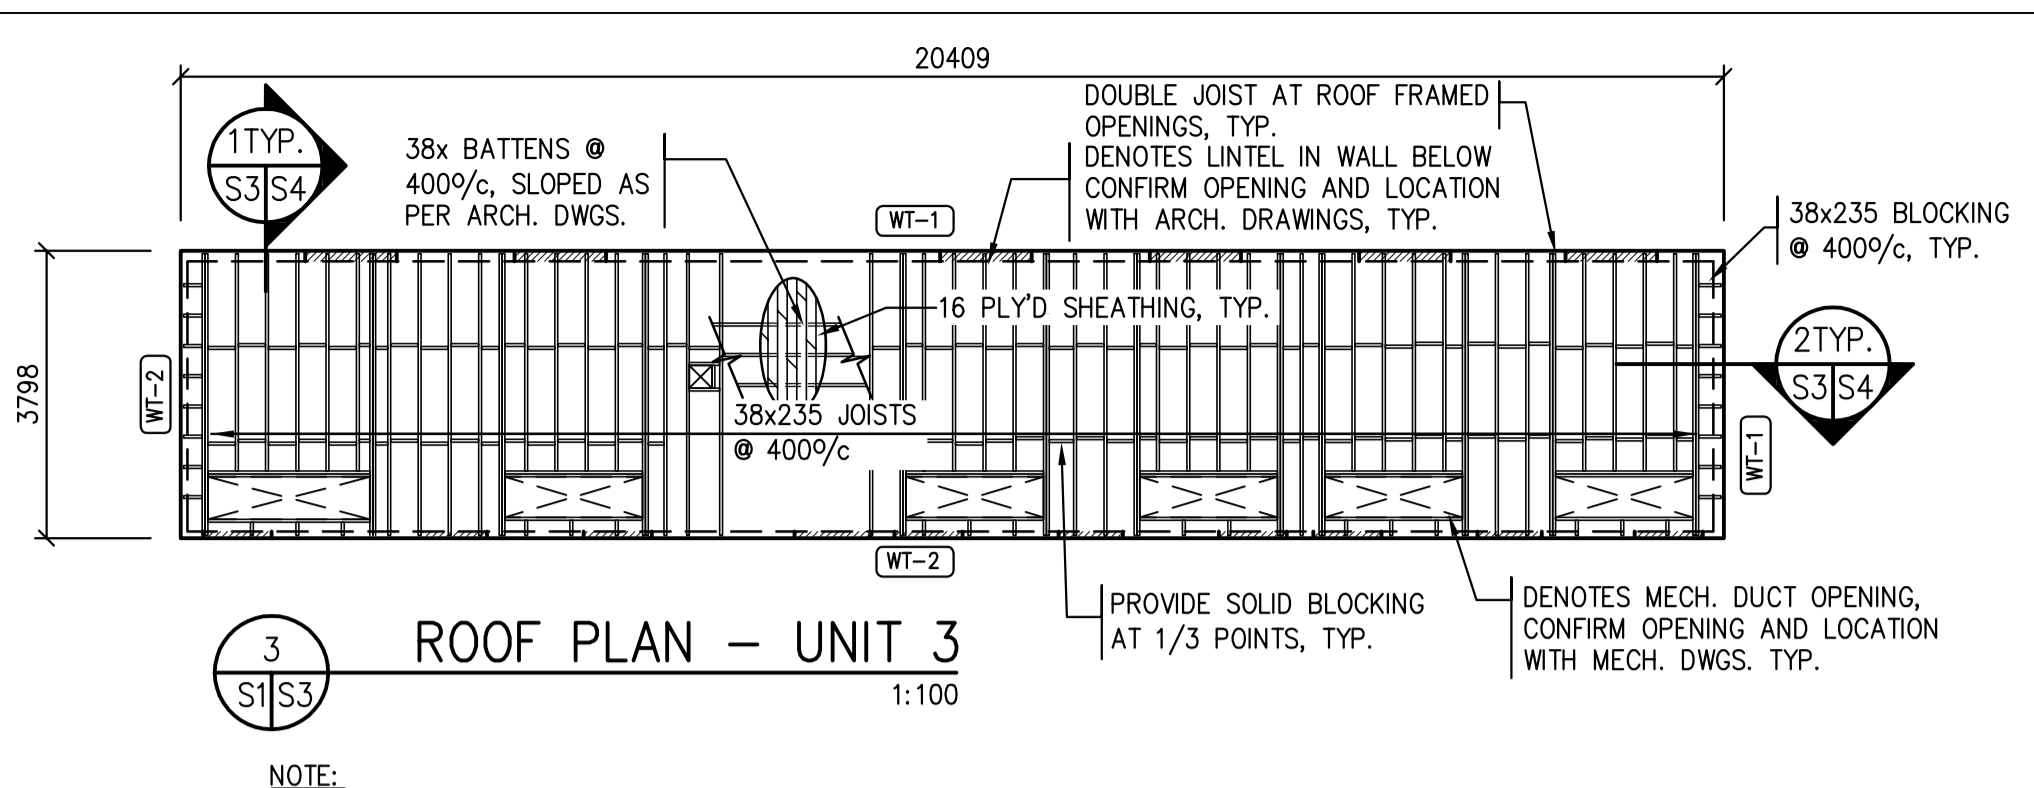 20409
DOUBLE JOIST AT ROOF FRAMED
OPENINGS, TYP.
1TYP.
S3 S4
38x BATTENS @
400o/c, SLOPED AS
PER ARCH. DWGS.
DENOTES LINTEL IN WALL BELOW
CONFIRM OPENING AND LOCATION
WITH ARCH. DRAWINGS, TYP.
WT-1
38x235 BLOCKING
@ 400o/c, TYP.
16 PLY'D SHEATHING, TYP.
2TYP.
S3 S4
3798
WT-2
38x235 JOISTS
@ 400o/c
WT-1
WT-2
PROVIDE SOLID BLOCKING
AT 1/3 POINTS, TYP.
DENOTES MECH. DUCT OPENING,
CONFIRM OPENING AND LOCATION
WITH MECH. DWGS. TYP.
3
S1 S3
ROOF PLAN - UNIT 3
1:100
NOTE: